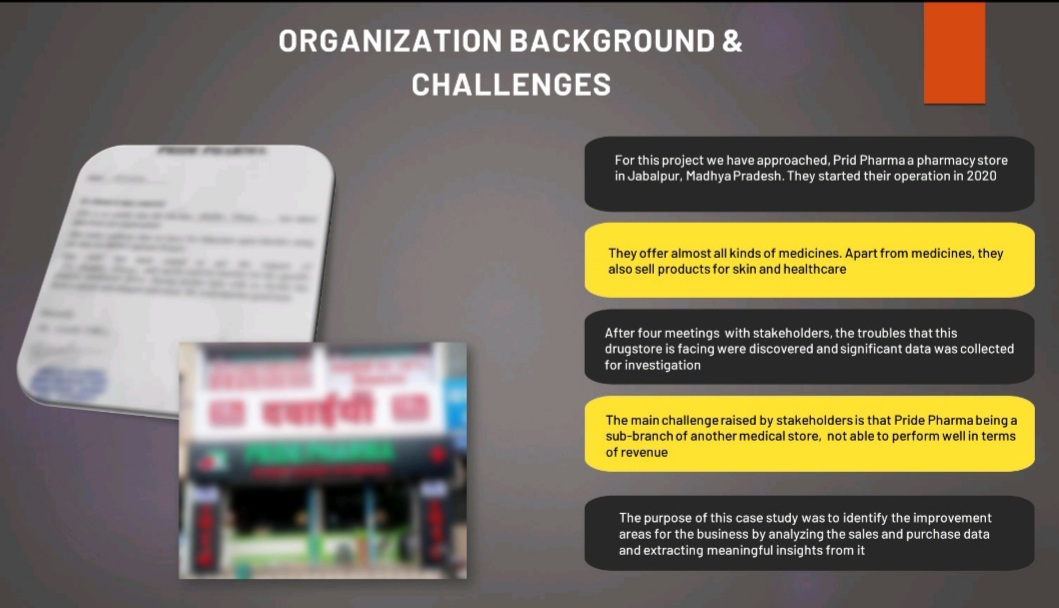 ORGANIZATION BACKGROUND &
CHALLENGES
For this project we have approached, Prid Pharma a pharmacy store
in Jabalpur, Madhya Pradesh. They started their operation in 2020
They offer almost all kinds of medicines. Apart from medicines, they
also sell products for skin and healthcare
After four meetings with stakeholders, the troubles that this
drugstore is facing were discovered and significant data was collected
for investigation
The main challenge raised by stakeholders is that Pride Pharma being a
sub-branch of another medical store, not able to perform well in terms
of revenue
The purpose of this case study was to identify the improvement
areas for the business by analyzing the sales and purchase data
and extracting meaningful insights from it
PRIDE PHARMA
दवाईयाँ
PRIDE PHARMA